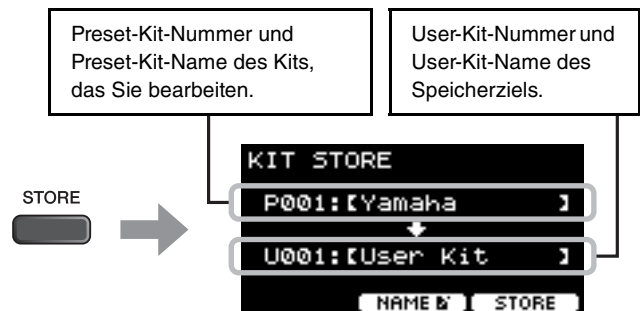 Preset-Kit-Nummer und
Preset-Kit-Name des Kits,
das Sie bearbeiten.
User-Kit-Nummer und
User-Kit-Name des
Speicherziels.
STORE
KIT STORE
P001:[Yamaha ]
U001:[User Kit ]
NAME STORE